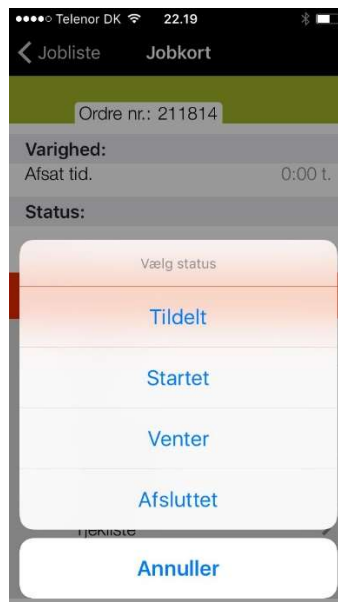 Telenor DK 22.19
Jobliste Jobkort
Ordre nr.: 211814
Varighed:
Afsat tid. 0:00 t.
Status:
Vælg status
Tildelt
Startet
Venter
Afsluttet
Tjekliste
Annuller